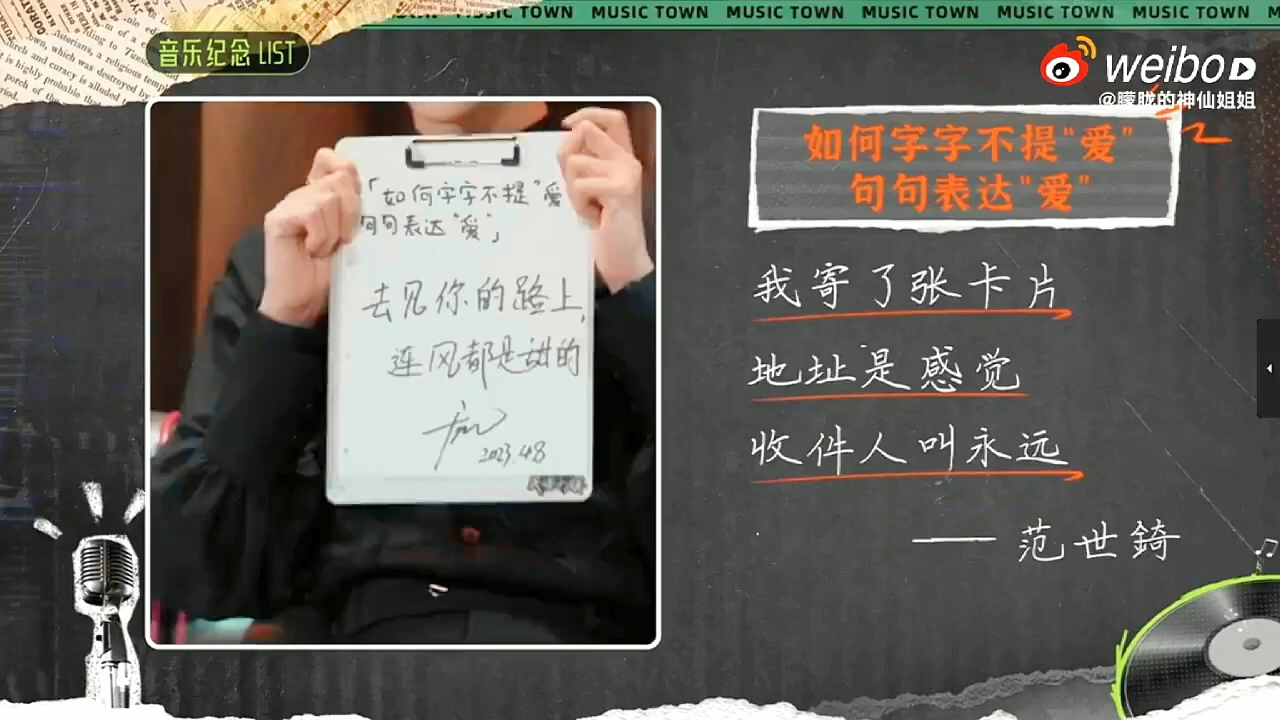 MUSIC TOWN MUSIC TOWN MUSIC TOWN MUSIC TOWN MUSIC TOWN
音乐纪念 LIST
weibo
@朦胧的神仙姐姐
如何字字不提“爱”
句句表达“爱”
「如何字字不提“爱
句句表达“爱”」
去见你的路上,
连风都是甜的
2023.4.8
我寄了张卡片
地址是感觉
收件人叫永远
——范世錡